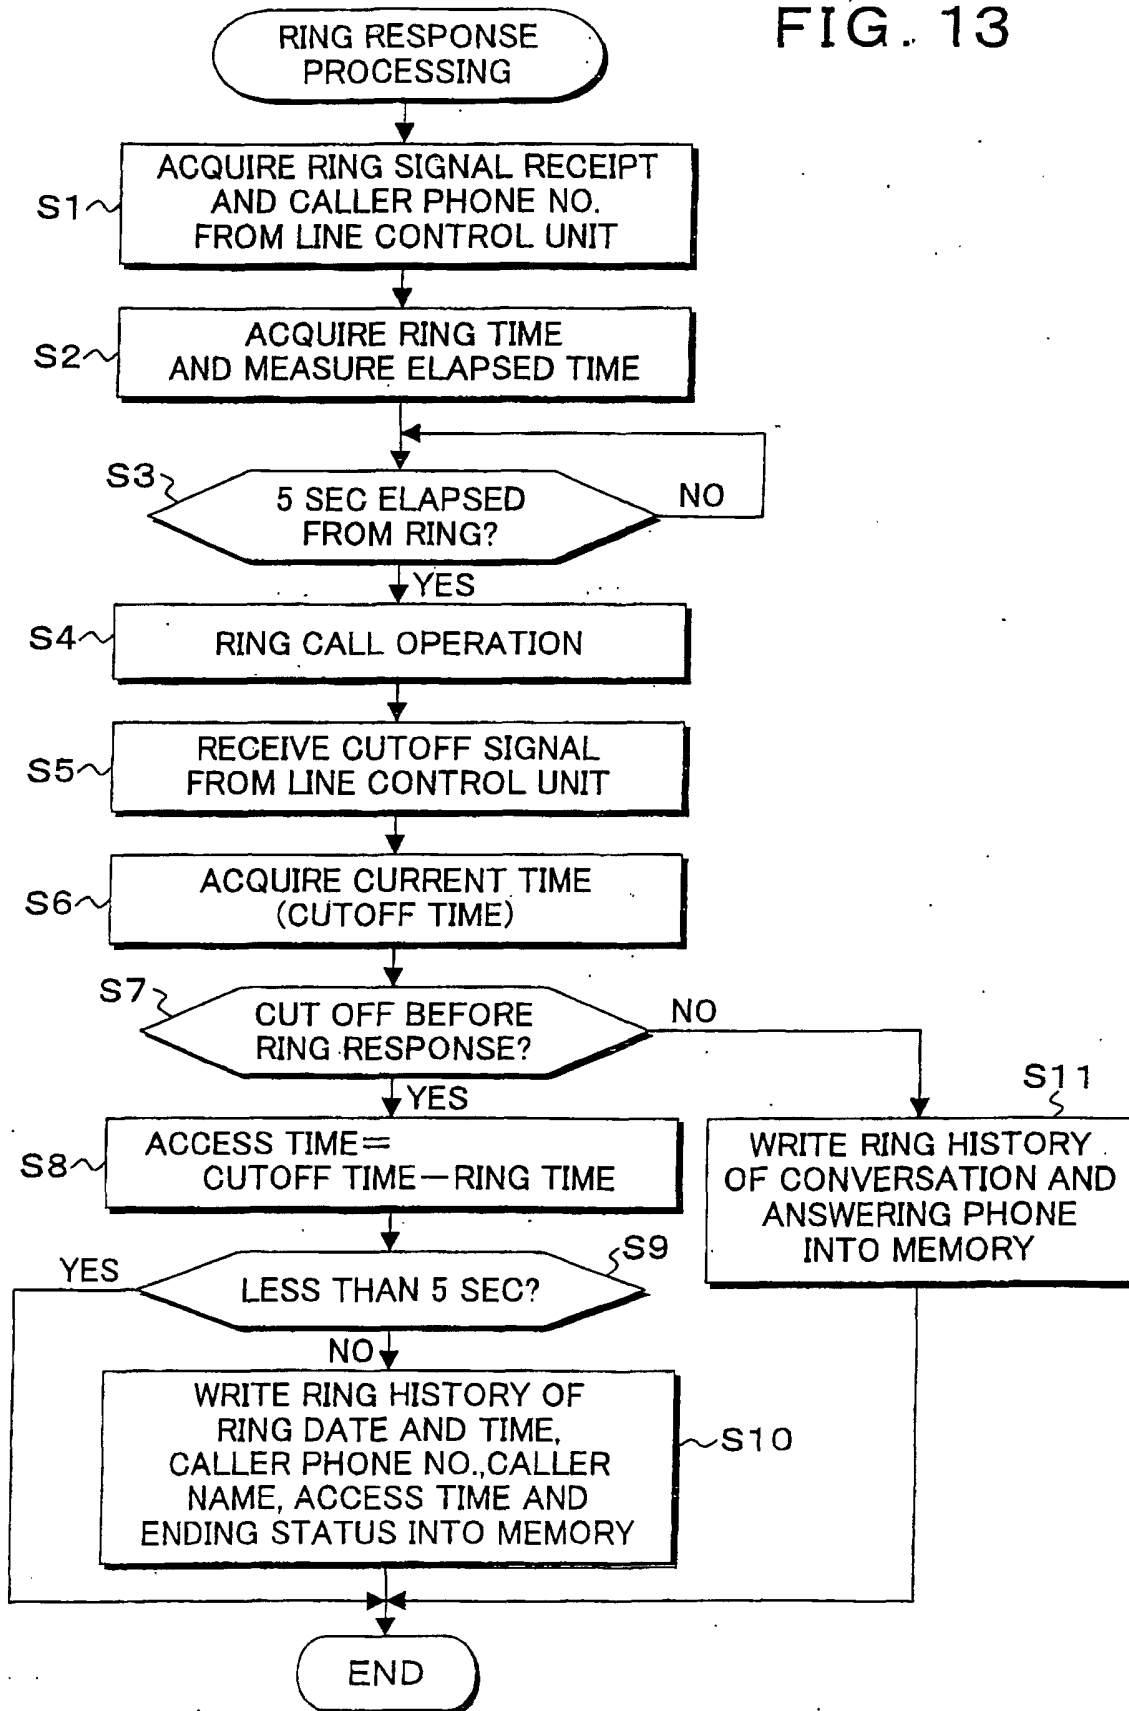 FIG. 13
RING RESPONSE
PROCESSING
S1
ACQUIRE RING SIGNAL RECEIPT
AND CALLER PHONE NO.
FROM LINE CONTROL UNIT
S2
ACQUIRE RING TIME
AND MEASURE ELAPSED TIME
S3
5 SEC ELAPSED
FROM RING?
NO
YES
S4
RING CALL OPERATION
S5
RECEIVE CUTOFF SIGNAL
FROM LINE CONTROL UNIT
S6
ACQUIRE CURRENT TIME
(CUTOFF TIME)
S7
CUT OFF BEFORE
RING RESPONSE?
NO
YES
S11
WRITE RING HISTORY
OF CONVERSATION AND
ANSWERING PHONE
INTO MEMORY
S8
ACCESS TIME=
CUTOFF TIME-RING TIME
S9
LESS THAN 5 SEC?
YES
NO
S10
WRITE RING HISTORY OF
RING DATE AND TIME,
CALLER PHONE NO.,CALLER
NAME, ACCESS TIME AND
ENDING STATUS INTO MEMORY
END